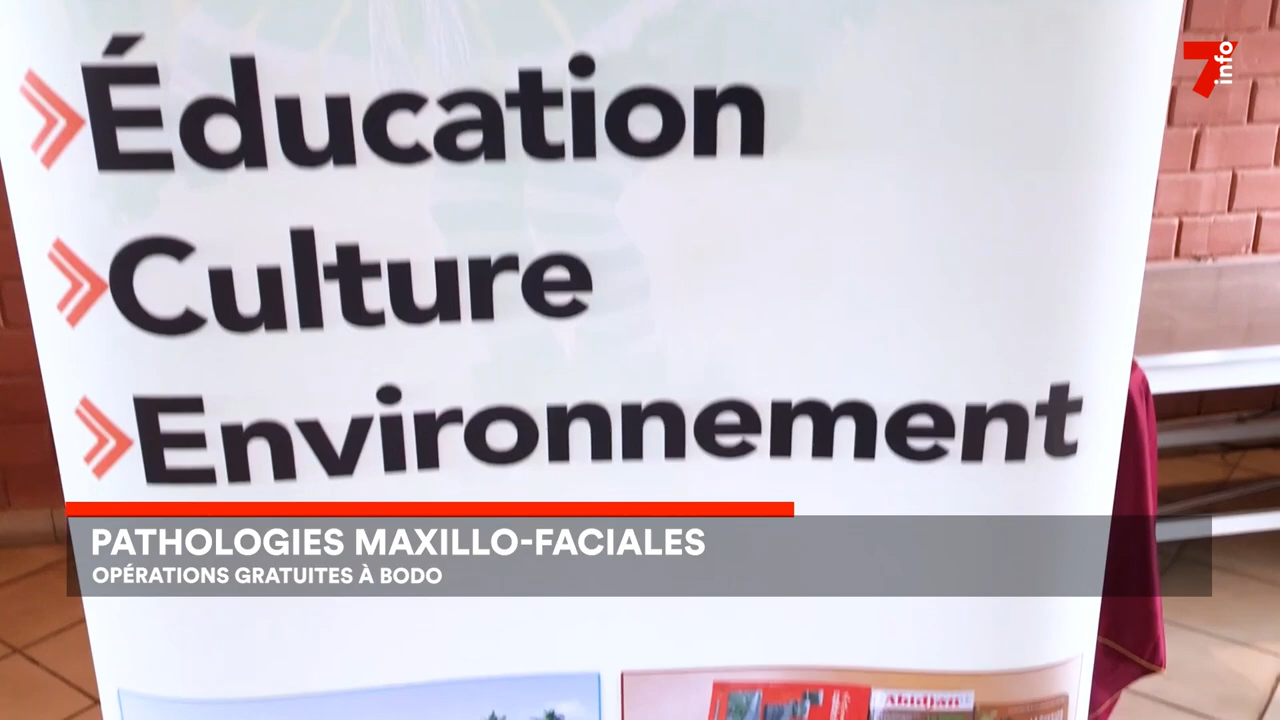 7info
Éducation
Culture
Environnement
PATHOLOGIES MAXILLO-FACIALES
OPÉRATIONS GRATUITES À BODO
Abidjan